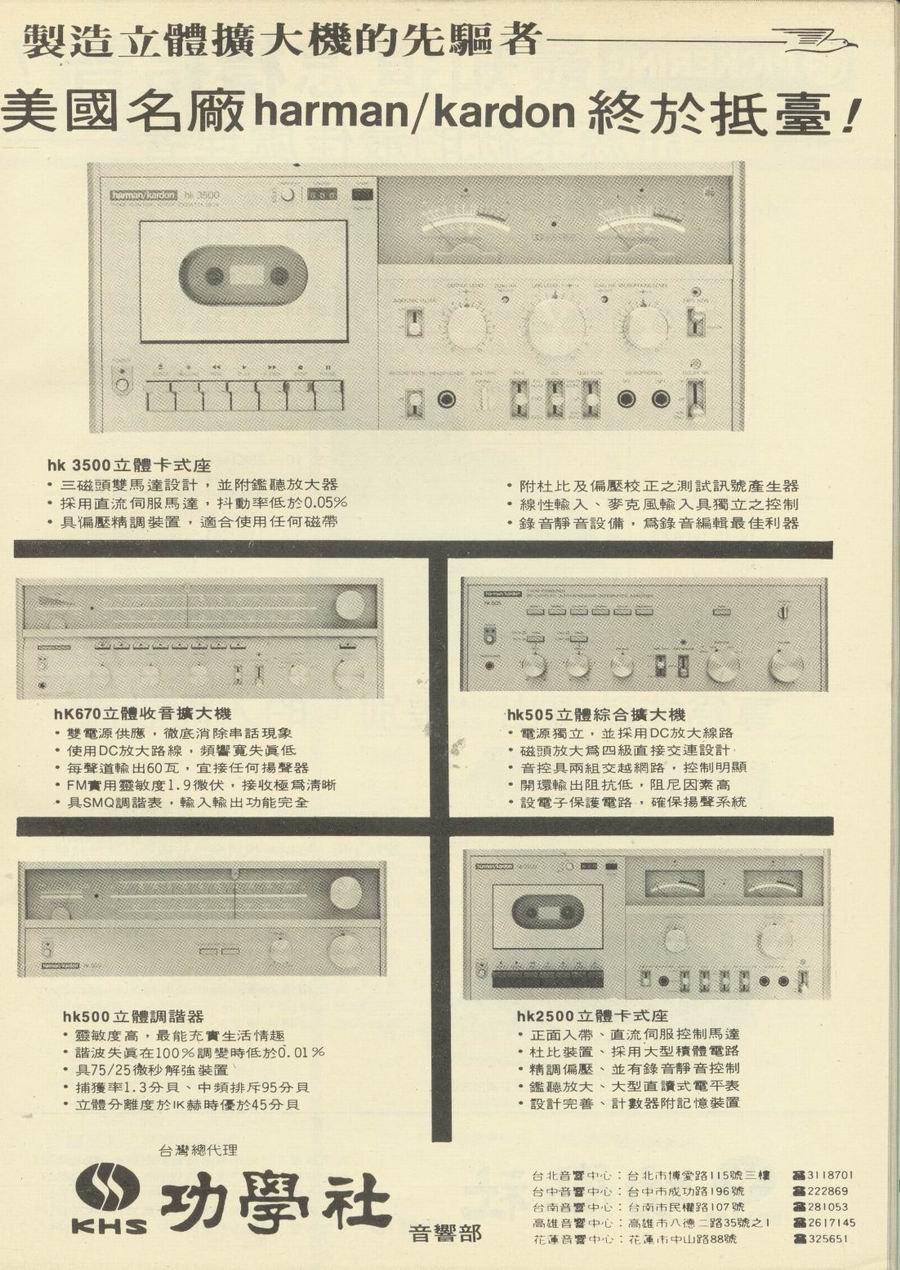 製造立體擴大機的先驅者
美國名廠harman/kardon終於抵臺!
harman/kardon hk 3500
hk 3500立體卡式座
• 三磁頭雙馬達設計，並附鑑聽放大器
• 採用直流伺服馬達，抖動率低於0.05%
• 具偏壓精調裝置，適合使用任何磁帶
• 附杜比及偏壓校正之測試訊號產生器
• 線性輸入、麥克風輸入具獨立之控制
• 錄音靜音設備，爲錄音編輯最佳利器
hK670立體收音擴大機
• 雙電源供應，徹底消除串話現象
• 使用DC放大路線，頻響寬失眞低
• 每聲道輸出60瓦，宜接任何揚聲器
• FM實用靈敏度1.9微伏，接收極爲清晰
• 具SMQ調諧表，輸入輸出功能完全
harman/kardon
hk505立體綜合擴大機
• 電源獨立，並採用DC放大線路
• 磁頭放大爲四級直接交連設計
• 音控具兩組交越網路，控制明顯
• 開環輸出阻抗低，阻尼因素高
• 設電子保護電路，確保揚聲系統
harman/kardon hk 500
hk500立體調諧器
• 靈敏度高，最能充實生活情趣
• 諧波失眞在100%調變時低於0.01%
• 具75/25微秒解強裝置
• 捕獲率1.3分貝、中頻排斥95分貝
• 立體分離度於IK赫時優於45分貝
harman/kardon
hk2500立體卡式座
• 正面入帶、直流伺服控制馬達
• 杜比裝置、採用大型積體電路
• 精調偏壓、並有錄音靜音控制
• 鑑聽放大、大型直讀式電平表
• 設計完善、計數器附記憶裝置
台灣總代理
KHS 功學社 音響部
台北音響中心：台北市博愛路115號三樓 ☎3118701
台中音響中心：台中市成功路196號 ☎222869
台南音響中心：台南市民權路107號 ☎281053
高雄音響中心：高雄市八德二路35號之1 ☎2617145
花蓮音響中心：花蓮市中山路88號 ☎325651